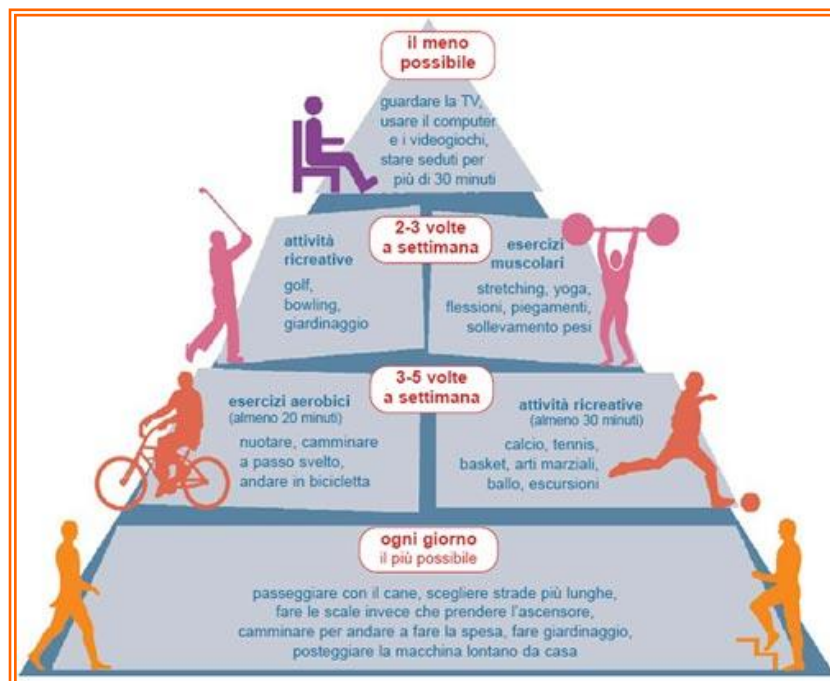 il meno
possibile
guardare la TV,
usare il computer
e i videogiochi,
stare seduti per
più di 30 minuti
2-3 volte
a settimana
attività
ricreative
golf,
bowling,
giardinaggio
esercizi
muscolari
stretching, yoga,
flessioni, piegamenti,
sollevamento pesi
3-5 volte
a settimana
esercizi aerobici
(almeno 20 minuti)
nuotare, camminare
a passo svelto,
andare in bicicletta
attività ricreative
(almeno 30 minuti)
calcio, tennis,
basket, arti marziali,
ballo, escursioni
ogni giorno
il più possibile
passeggiare con il cane, scegliere strade più lunghe,
fare le scale invece che prendere l'ascensore,
camminare per andare a fare la spesa, fare giardinaggio,
posteggiare la macchina lontano da casa